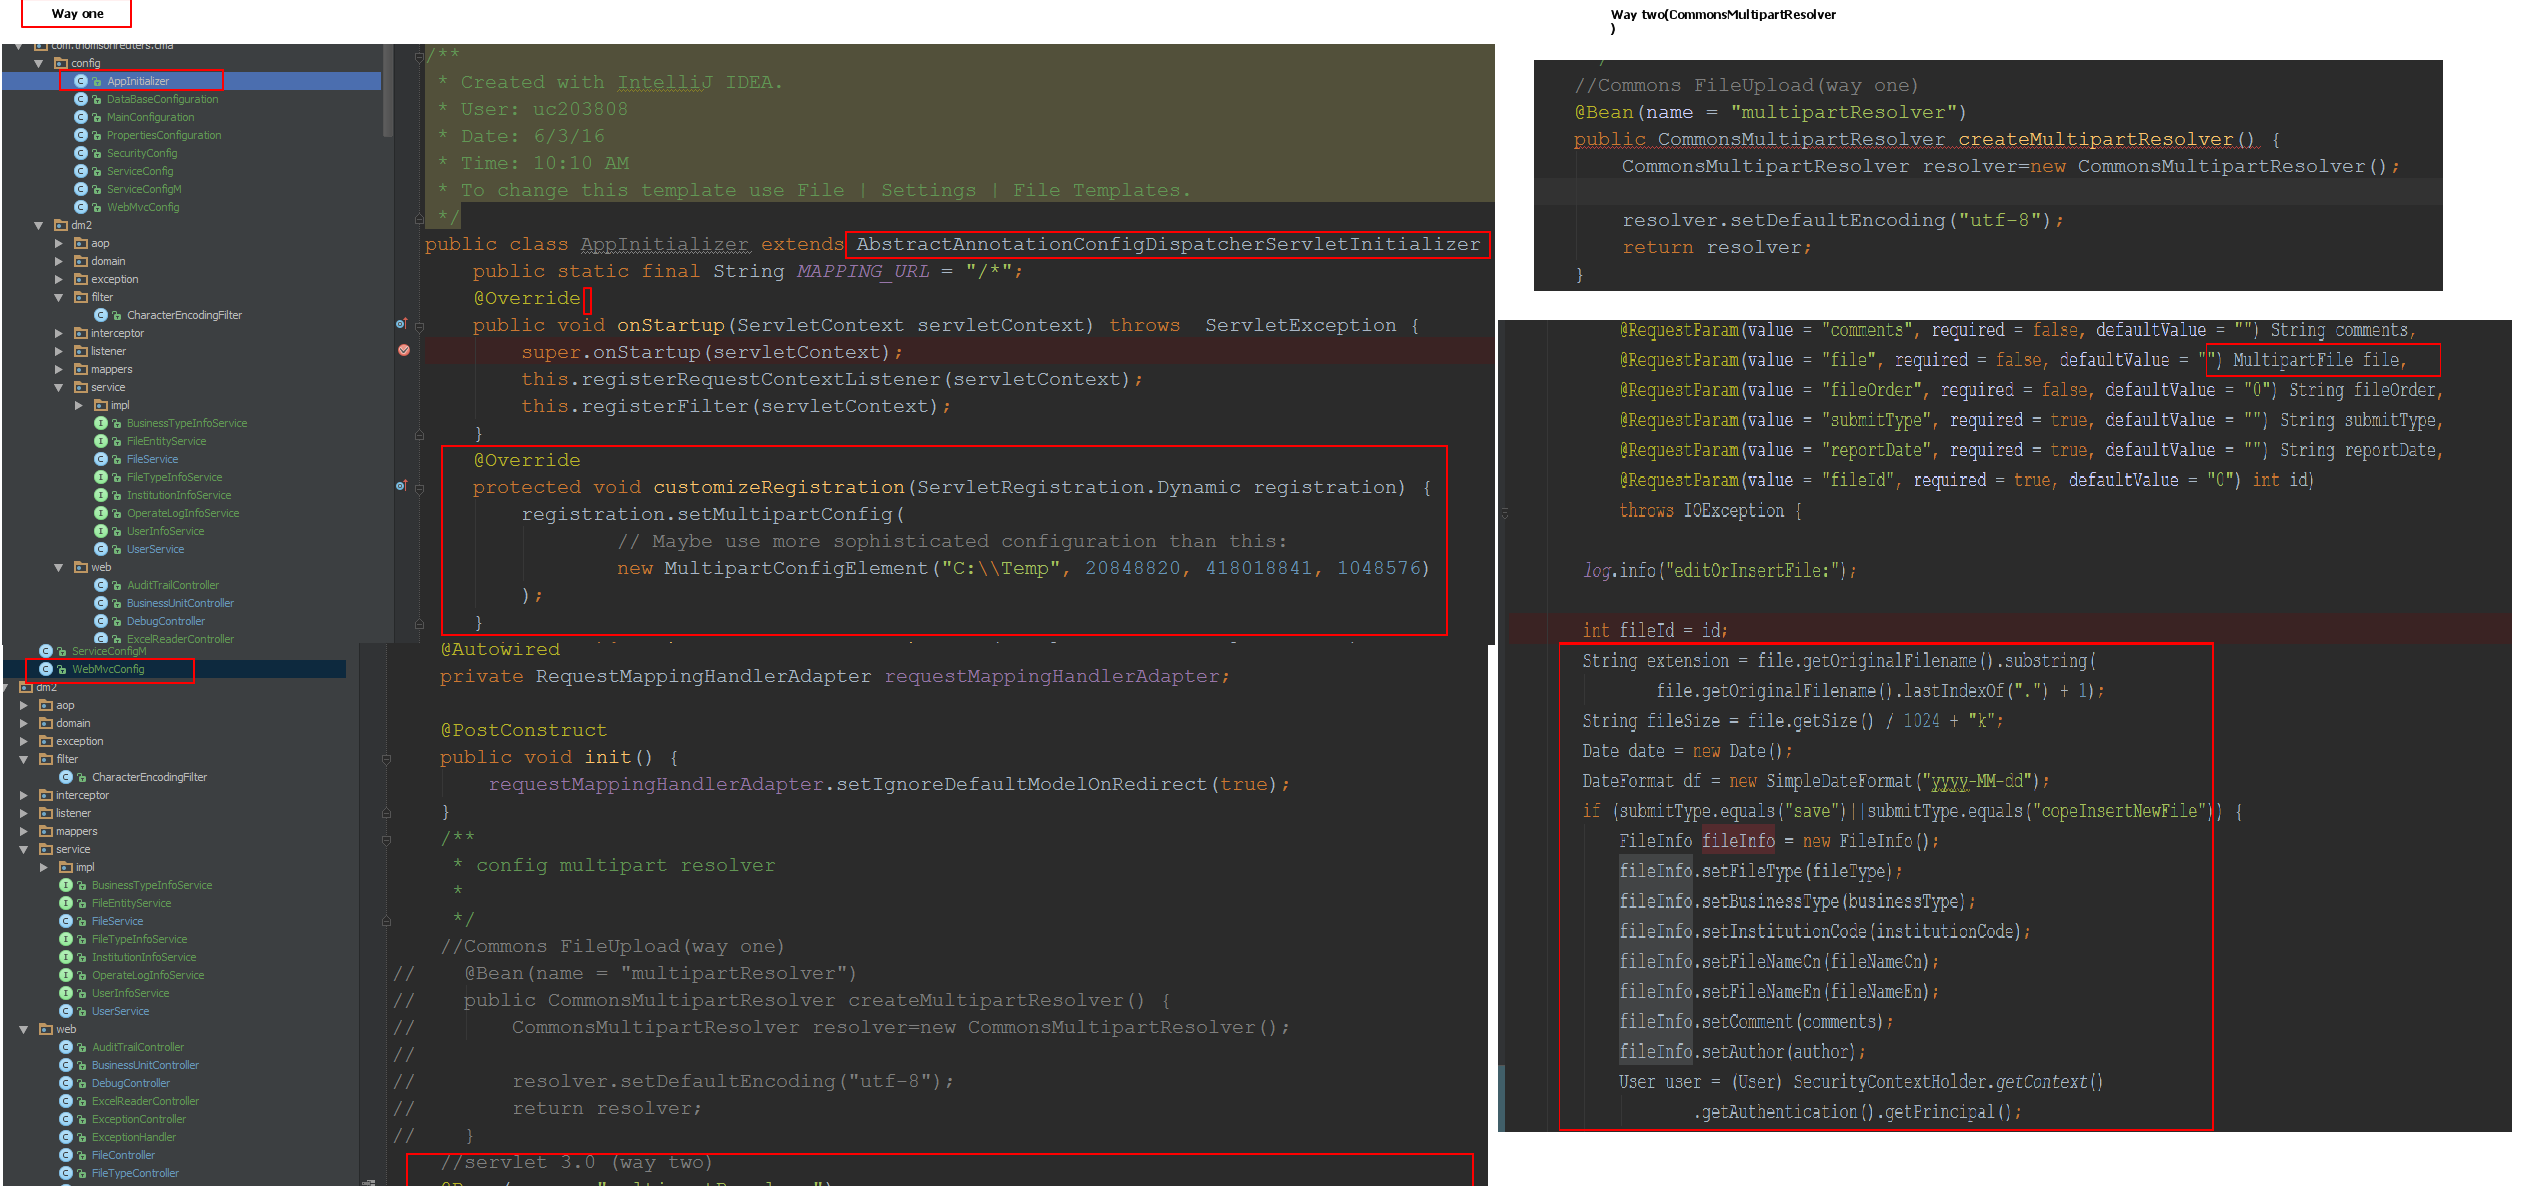 Way one
com.thomsonreuters.cma
config
AppInitializer
DataBaseConfiguration
MainConfiguration
PropertiesConfiguration
SecurityConfig
ServiceConfig
ServiceConfigM
WebMvcConfig
dm2
aop
domain
exception
filter
CharacterEncodingFilter
interceptor
listener
mappers
service
impl
BusinessTypeInfoService
FileEntityService
FileService
FileTypeInfoService
InstitutionInfoService
OperateLogInfoService
UserInfoService
UserService
web
AuditTrailController
BusinessUnitController
DebugController
ExcelReaderController
/**
* Created with IntelliJ IDEA.
* User: uc203808
* Date: 6/3/16
* Time: 10:10 AM
* To change this template use File | Settings | File Templates.
*/
public class AppInitializer extends AbstractAnnotationConfigDispatcherServletInitializer
public static final String MAPPING_URL = "/*";
@Override
public void onStartup(ServletContext servletContext) throws  ServletException {
super.onStartup(servletContext);
this.registerRequestContextListener(servletContext);
this.registerFilter(servletContext);
}
@Override
protected void customizeRegistration(ServletRegistration.Dynamic registration) {
registration.setMultipartConfig(
// Maybe use more sophisticated configuration than this:
new MultipartConfigElement("C:\\Temp", 20848820, 418018841, 1048576)
);
}
ServiceConfigM
WebMvcConfig
dm2
aop
domain
exception
filter
CharacterEncodingFilter
interceptor
listener
mappers
service
impl
BusinessTypeInfoService
FileEntityService
FileService
FileTypeInfoService
InstitutionInfoService
OperateLogInfoService
UserInfoService
UserService
web
AuditTrailController
BusinessUnitController
DebugController
ExcelReaderController
ExceptionController
ExceptionHandler
FileController
FileTypeController
@Autowired
private RequestMappingHandlerAdapter requestMappingHandlerAdapter;
@PostConstruct
public void init() {
requestMappingHandlerAdapter.setIgnoreDefaultModelOnRedirect(true);
}
/**
* config multipart resolver
*
*/
//Commons FileUpload(way one)
//    @Bean(name = "multipartResolver")
//    public CommonsMultipartResolver createMultipartResolver() {
//        CommonsMultipartResolver resolver=new CommonsMultipartResolver();
//
//        resolver.setDefaultEncoding("utf-8");
//        return resolver;
//    }
//servlet 3.0 (way two)
Way two(CommonsMultipartResolver
)
//Commons FileUpload(way one)
@Bean(name = "multipartResolver")
public CommonsMultipartResolver createMultipartResolver() {
CommonsMultipartResolver resolver=new CommonsMultipartResolver();
resolver.setDefaultEncoding("utf-8");
return resolver;
}
@RequestParam(value = "comments", required = false, defaultValue = "") String comments,
@RequestParam(value = "file", required = false, defaultValue = "") MultipartFile file,
@RequestParam(value = "fileOrder", required = false, defaultValue = "0") String fileOrder,
@RequestParam(value = "submitType", required = true, defaultValue = "") String submitType,
@RequestParam(value = "reportDate", required = true, defaultValue = "") String reportDate,
@RequestParam(value = "fileId", required = true, defaultValue = "0") int id)
throws IOException {
log.info("editOrInsertFile:");
int fileId = id;
String extension = file.getOriginalFilename().substring(
file.getOriginalFilename().lastIndexOf(".") + 1);
String fileSize = file.getSize() / 1024 + "k";
Date date = new Date();
DateFormat df = new SimpleDateFormat("yyyy-MM-dd");
if (submitType.equals("save")||submitType.equals("copeInsertNewFile")) {
FileInfo fileInfo = new FileInfo();
fileInfo.setFileType(fileType);
fileInfo.setBusinessType(businessType);
fileInfo.setInstitutionCode(institutionCode);
fileInfo.setFileNameCn(fileNameCn);
fileInfo.setFileNameEn(fileNameEn);
fileInfo.setComment(comments);
fileInfo.setAuthor(author);
User user = (User) SecurityContextHolder.getContext()
.getAuthentication().getPrincipal();